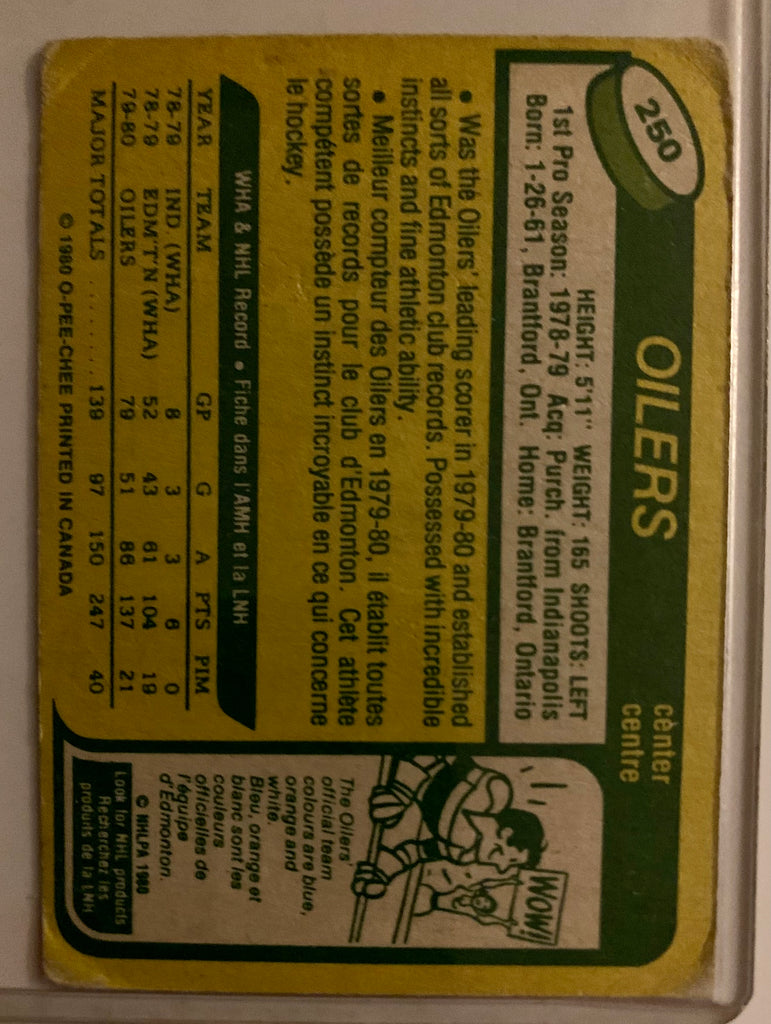 250
OILERS
center
centre
HEIGHT: 5'11" WEIGHT: 165 SHOOTS: LEFT
1st Pro Season: 1978-79 Acq: Purch. from Indianapolis
Born: 1-26-61, Brantford, Ont. Home: Brantford, Ontario
• Was the Oilers' leading scorer in 1979-80 and established
all sorts of Edmonton club records. Possessed with incredible
instincts and fine athletic ability.
• Meilleur compteur des Oilers en 1979-80, il établit toutes
sortes de records pour le club d'Edmonton. Cet athlète
compétent possède un instinct incroyable en ce qui concerne
le hockey.
WHA & NHL Record • Fiche dans l'AMH et la LNH
YEAR TEAM GP G A PTS PIM
78-79 IND. (WHA) 8 3 3 6 0
78-79 EDM'T'N (WHA) 52 43 61 104 19
79-80 OILERS 79 51 86 137 21
MAJOR TOTALS ........ 139 97 150 247 40
© 1980 O-PEE-CHEE PRINTED IN CANADA
WOW!
The Oilers'
official team
colours are blue,
orange and
white.
Bleu, orange et
blanc sont les
couleurs
officielles de
l'équipe
d'Edmonton.
© NHLPA 1980
Look for NHL products
Recherchez les
produits de la LNH